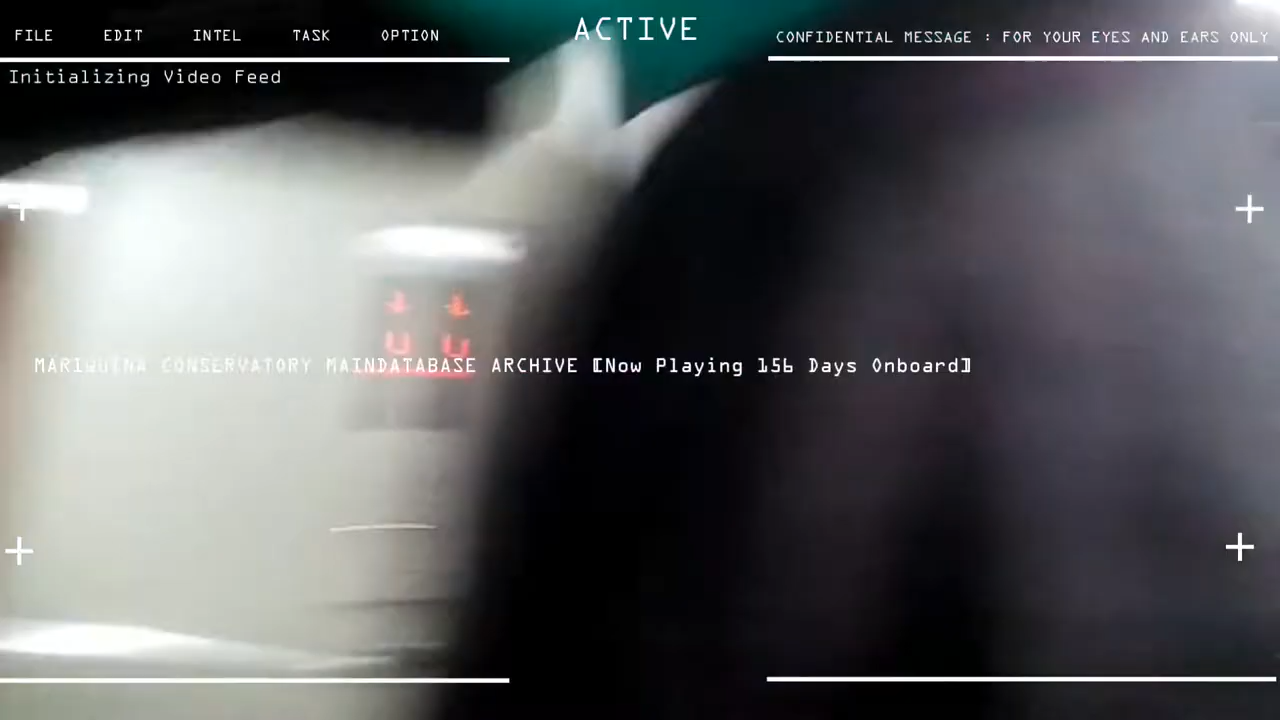 FILE EDIT INTEL TASK OPTION
ACTIVE
CONFIDENTIAL MESSAGE : FOR YOUR EYES AND EARS ONLY
Initializing Video Feed
MARIQUINA CONSERVATORY MAINDATABASE ARCHIVE [Now Playing 156 Days Onboard]